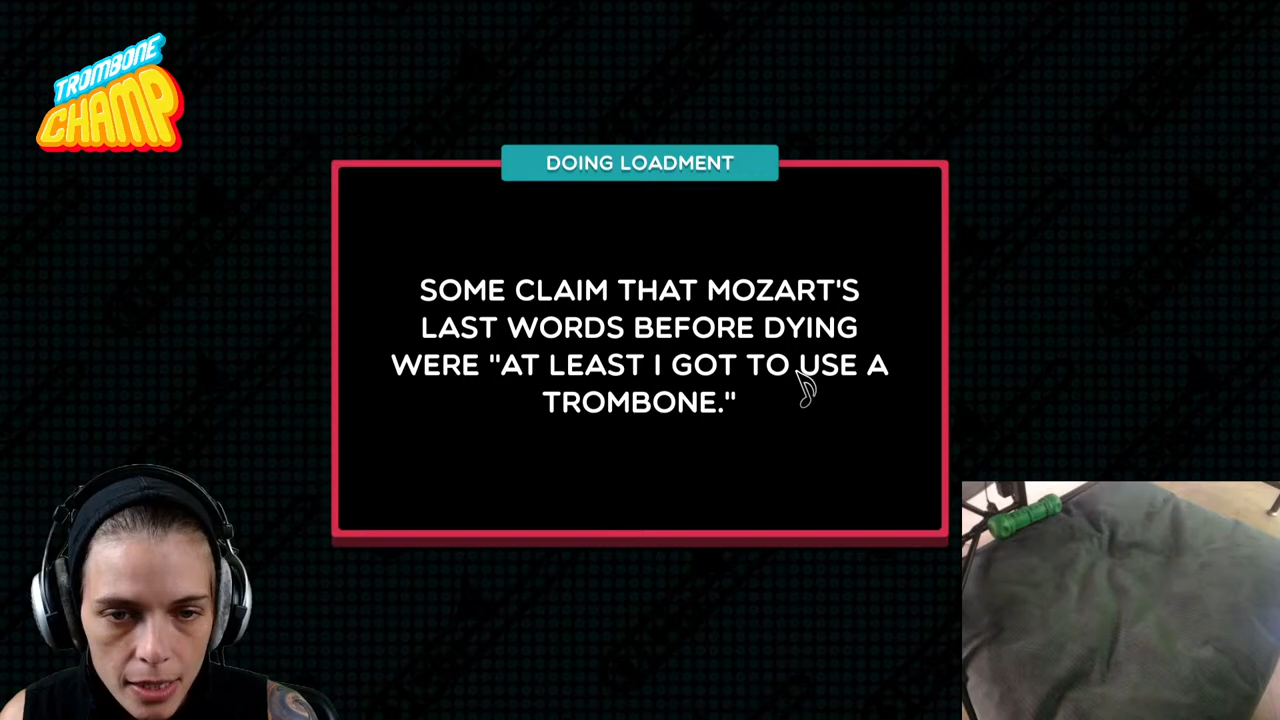 TROMBONE
CHAMP
DOING LOADMENT
SOME CLAIM THAT MOZART'S
LAST WORDS BEFORE DYING
WERE "AT LEAST I GOT TO USE A
TROMBONE."